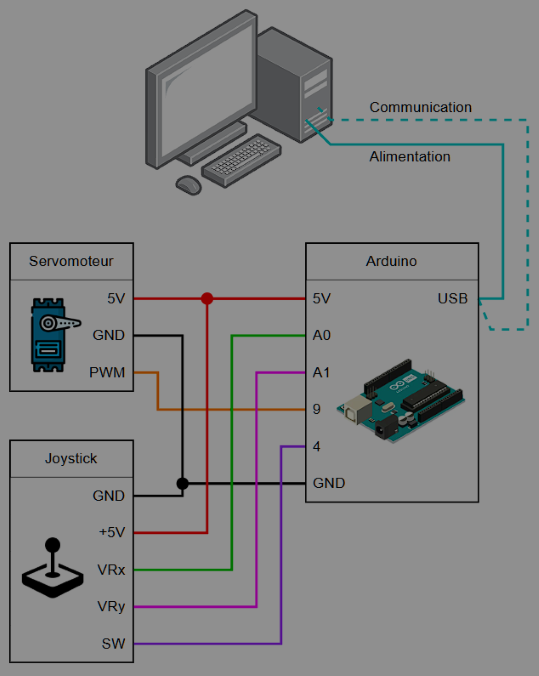 Communication
Alimentation
Servomoteur
5V
GND
PWM
Arduino
5V
USB
A0
A1
9
4
GND
Joystick
GND
+5V
VRx
VRy
SW